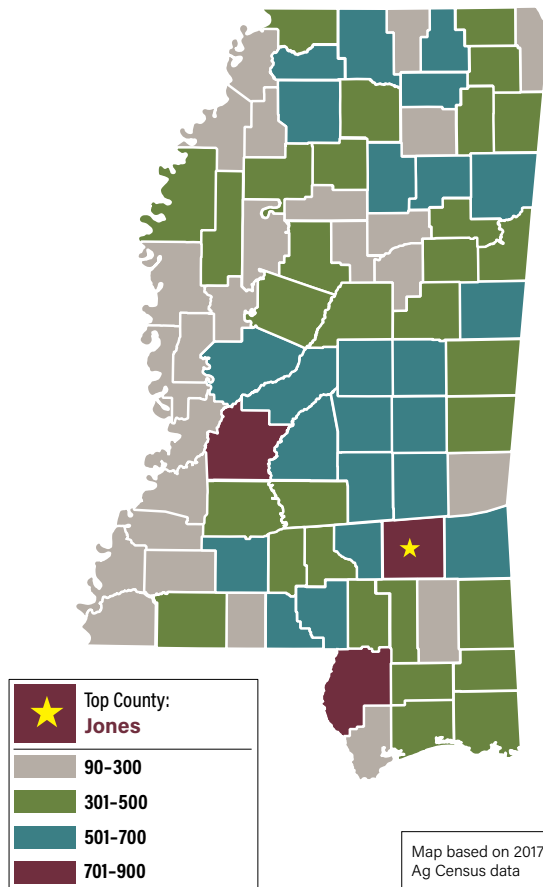 Top County:
Jones
90–300
301–500
501–700
701–900
Map based on 2017
Ag Census data